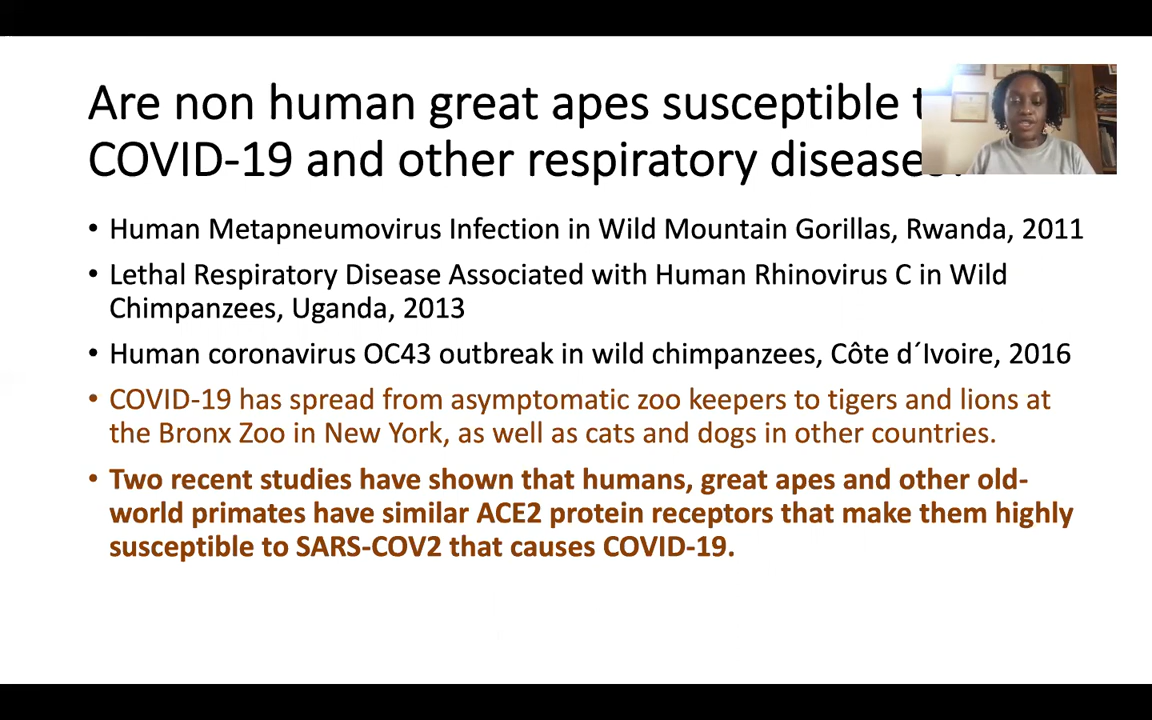 Are non human great apes susceptible
COVID-19 and other respiratory disease
• Human Metapneumovirus Infection in Wild Mountain Gorillas, Rwanda, 2011
• Lethal Respiratory Disease Associated with Human Rhinovirus C in Wild
Chimpanzees, Uganda, 2013
• Human coronavirus OC43 outbreak in wild chimpanzees, Côte d´Ivoire, 2016
• COVID-19 has spread from asymptomatic zoo keepers to tigers and lions at
the Bronx Zoo in New York, as well as cats and dogs in other countries.
• Two recent studies have shown that humans, great apes and other old-
world primates have similar ACE2 protein receptors that make them highly
susceptible to SARS-COV2 that causes COVID-19.